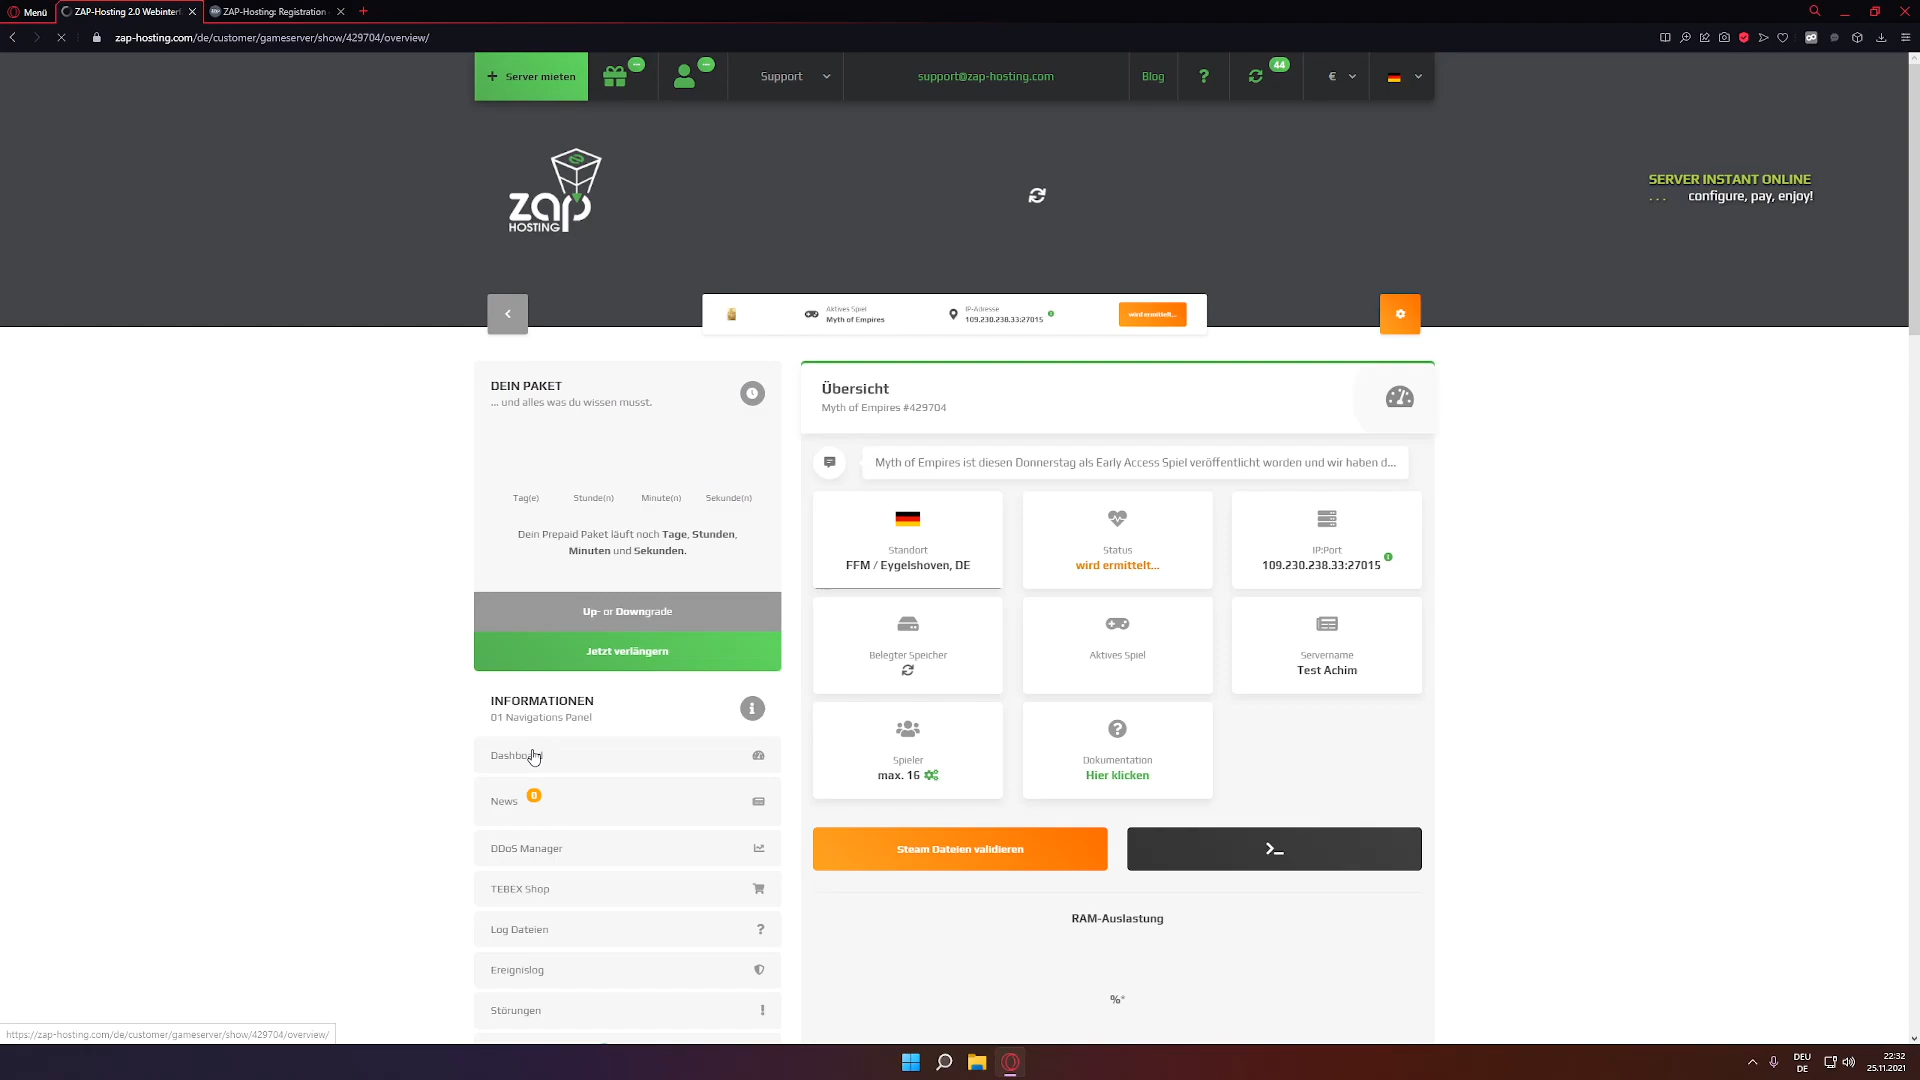 Menü
ZAP-Hosting 2.0 Webinterf
ZAP-Hosting: Registration
zap-hosting.com/de/customer/gameserver/show/429704/overview/
+ Server mieten
Support
support@zap-hosting.com
Blog
?
44
€
zap
HOSTING
SERVER INSTANT ONLINE
... configure, pay, enjoy!
Aktives Spiel
Myth of Empires
IP-Adresse
109.230.238.33:27015
wird ermittelt...
DEIN PAKET
... und alles was du wissen musst.
Tag(e) Stunde(n) Minute(n) Sekunde(n)
Dein Prepaid Paket läuft noch Tage, Stunden,
Minuten und Sekunden.
Up- or Downgrade
Jetzt verlängern
INFORMATIONEN
01 Navigations Panel
Dashboard
News 0
DDoS Manager
TEBEX Shop
Log Dateien
Ereignislog
Störungen
Übersicht
Myth of Empires #429704
Myth of Empires ist diesen Donnerstag als Early Access Spiel veröffentlicht worden und wir haben d...
Standort
FFM / Eygelshoven, DE
Status
wird ermittelt...
IP:Port
109.230.238.33:27015
Belegter Speicher
Aktives Spiel
Servername
Test Achim
Spieler
max. 16
Dokumentation
Hier klicken
Steam Dateien validieren
>_
RAM-Auslastung
%*
https://zap-hosting.com/de/customer/gameserver/show/429704/overview/
DEU
DE
22:32
25.11.2021